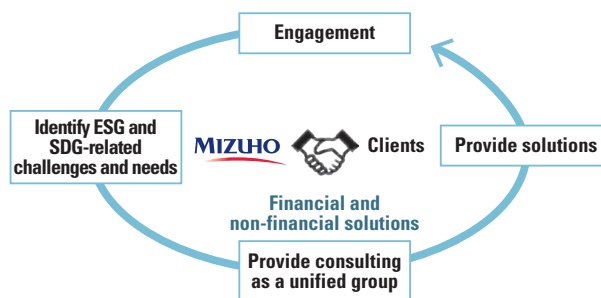 Engagement
Identify ESG and
SDG-related
challenges and needs
MIZUHO
Clients
Provide solutions
Financial and
non-financial solutions
Provide consulting
as a unified group